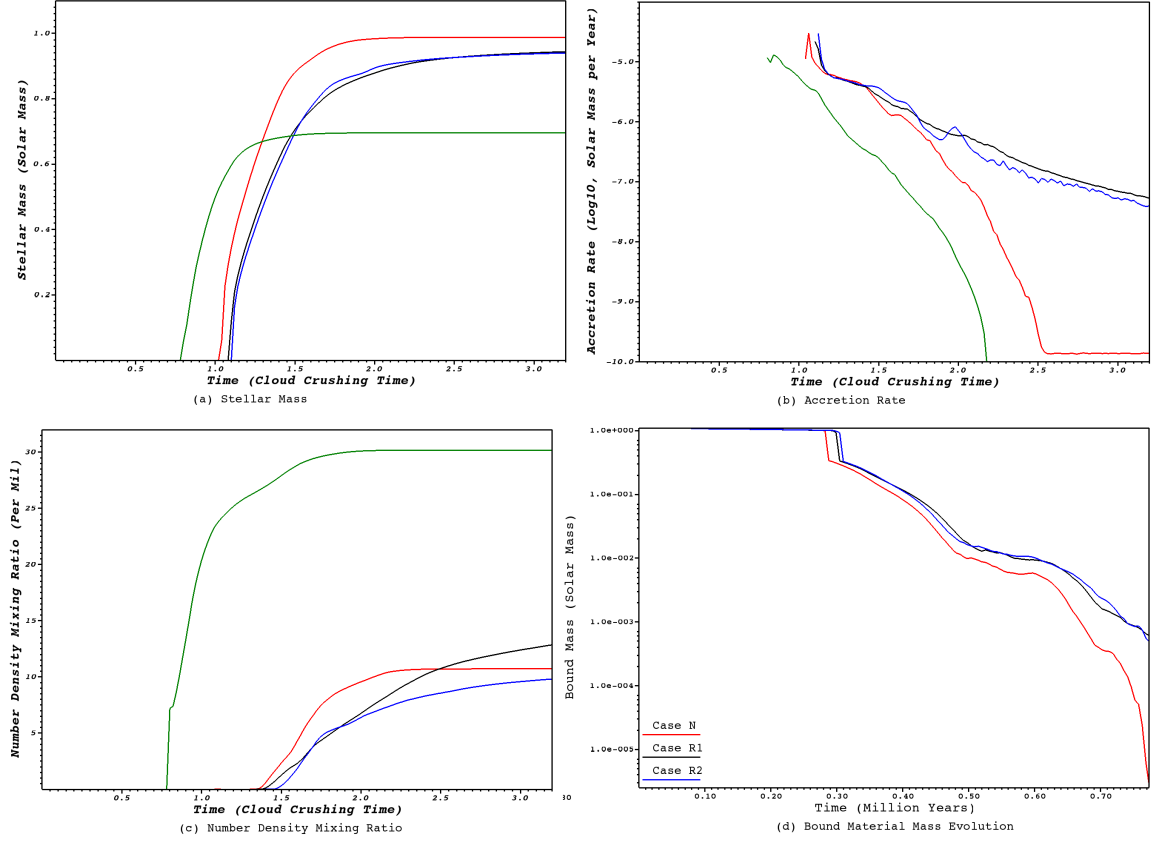 1.0
0.8
0.6
0.4
0.2
Stellar Mass (Solar Mass)
0.5
1.0
1.5
2.0
2.5
3.0
Time (Cloud Crushing Time)
(a) Stellar Mass
-5.0
-6.0
-7.0
-8.0
-9.0
-10.0
Accretion Rate (Log10, Solar Mass per Year)
0.5
1.0
1.5
2.0
2.5
3.0
Time (Cloud Crushing Time)
(b) Accretion Rate
30
25
20
15
10
5
Number Density Mixing Ratio (Per Mil)
0.5
1.0
1.5
2.0
2.5
3.0
Time (Cloud Crushing Time)
(c) Number Density Mixing Ratio
1.0e+000
1.0e-001
1.0e-002
1.0e-003
1.0e-004
1.0e-005
Bound Mass (Solar Mass)
Case N
Case R1
Case R2
30
0.10
0.20
0.30
0.40
0.50
0.60
0.70
Time (Million Years)
(d) Bound Material Mass Evolution